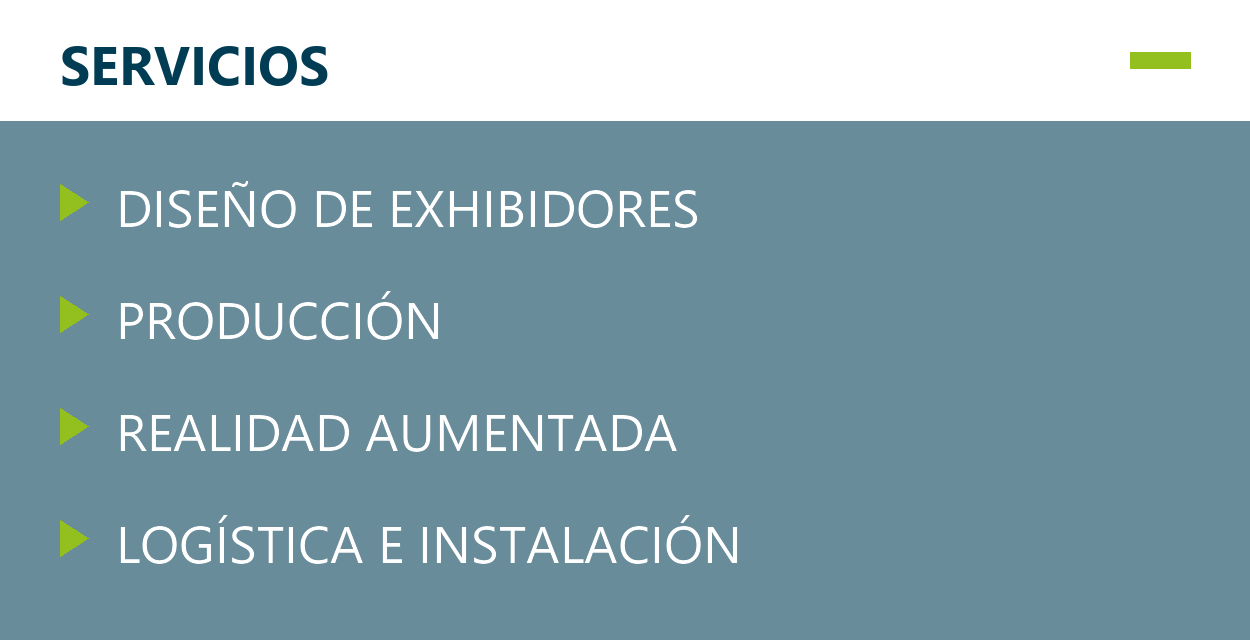 SERVICIOS
DISEÑO DE EXHIBIDORES
PRODUCCIÓN
REALIDAD AUMENTADA
LOGÍSTICA E INSTALACIÓN